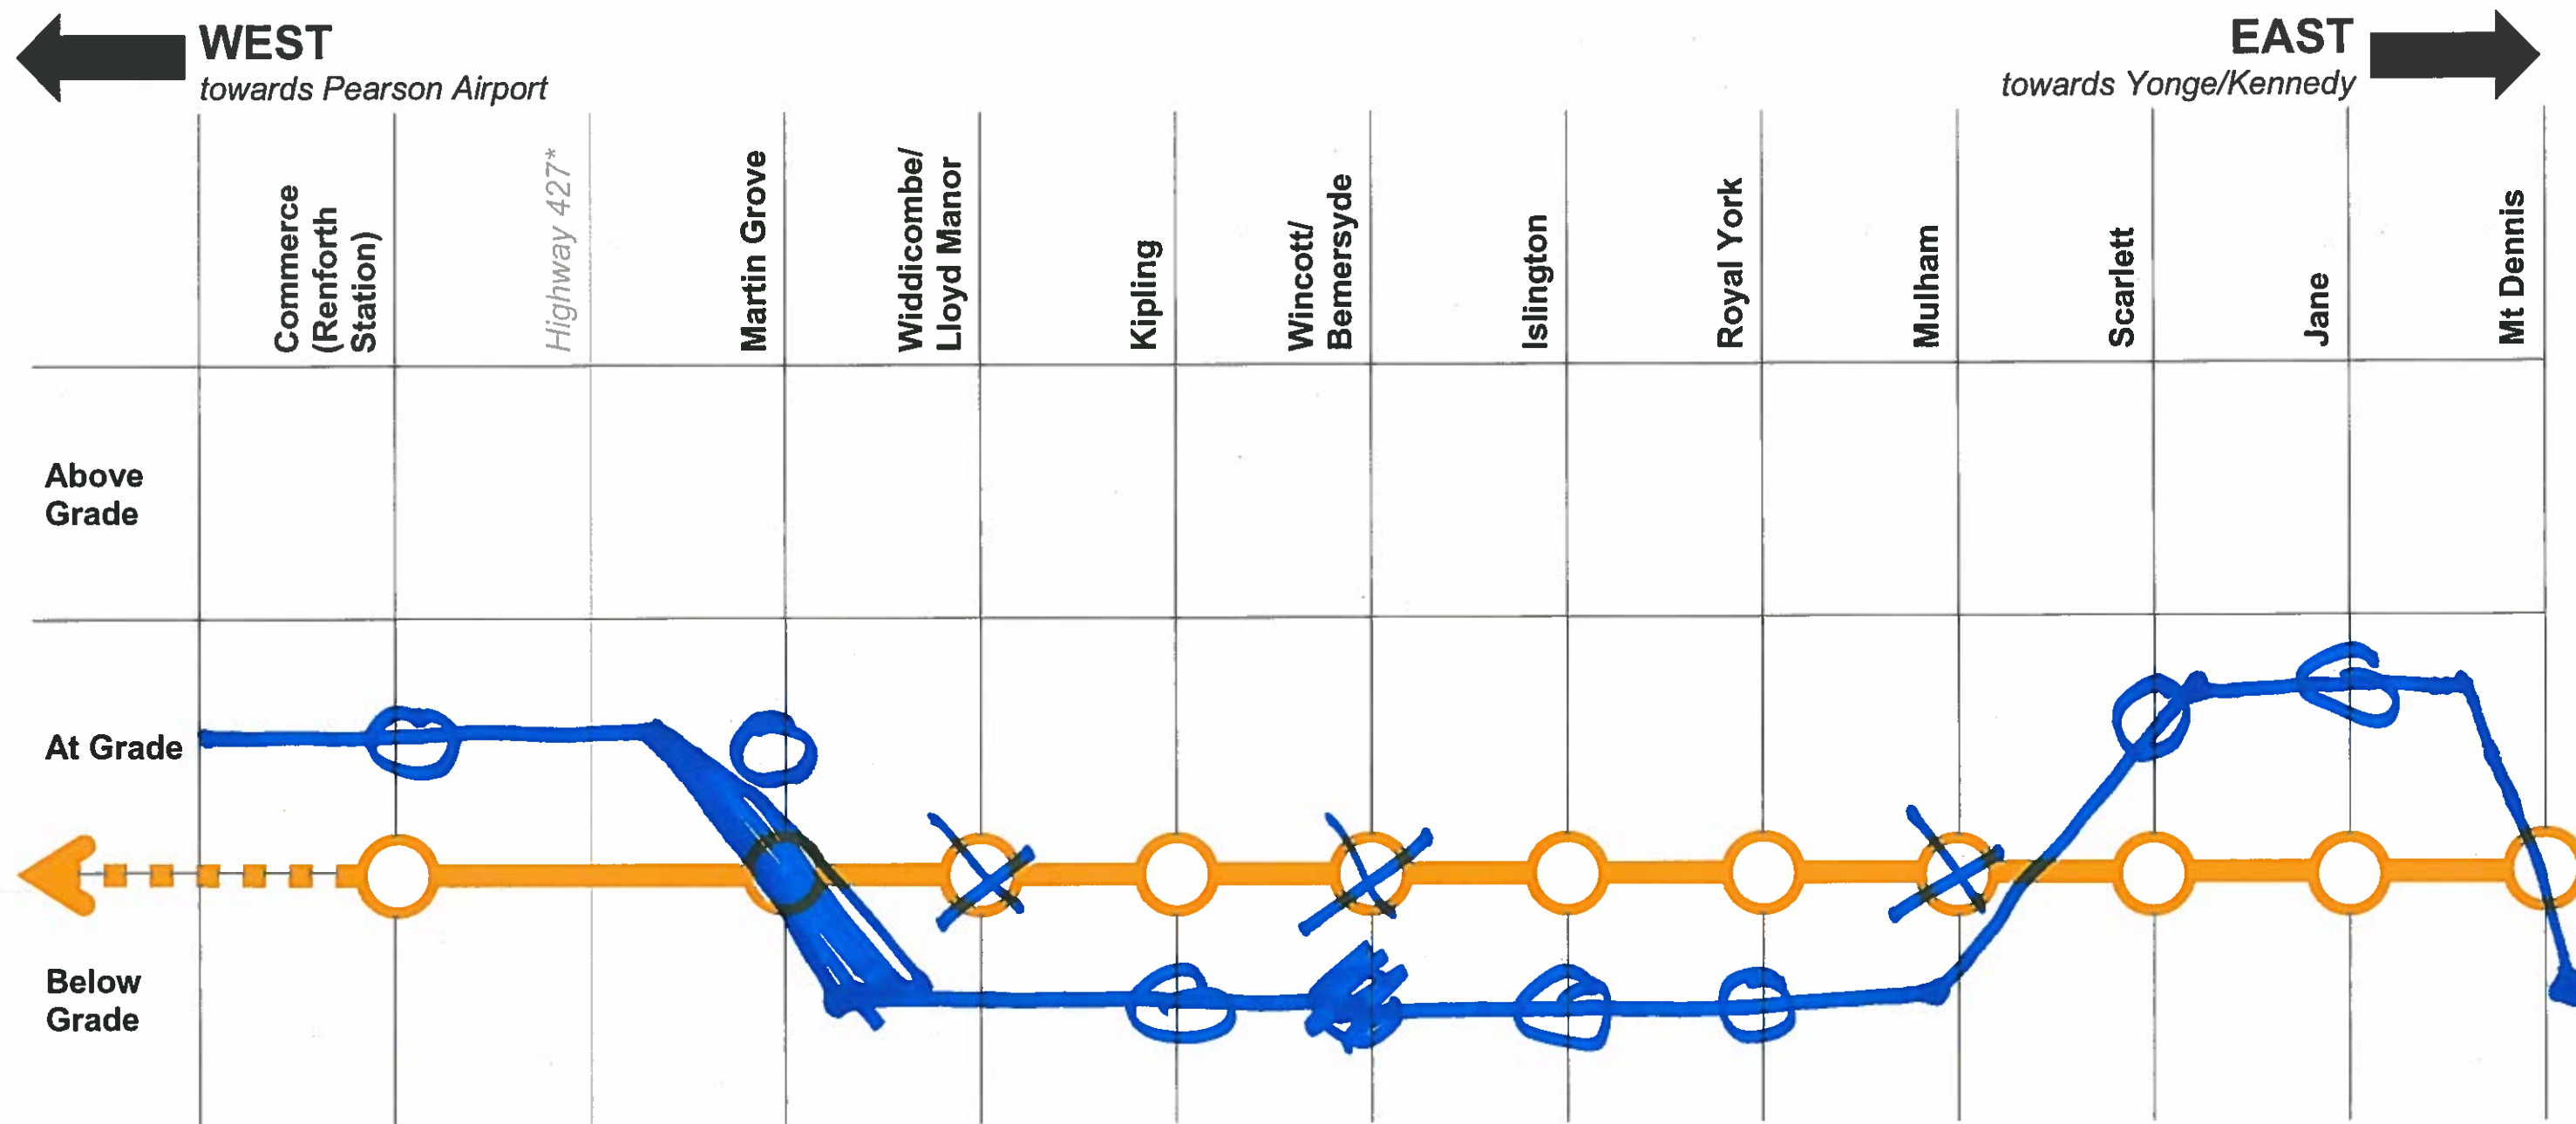 WEST
towards Pearson Airport
EAST
towards Yonge/Kennedy
Commerce
(Renforth
Station)
Highway 427*
Martin Grove
Widdicombe/
Lloyd Manor
Kipling
Wincott/
Bemersyde
Islington
Royal York
Mulham
Scarlett
Jane
Mt Dennis
Above
Grade
At Grade
Below
Grade